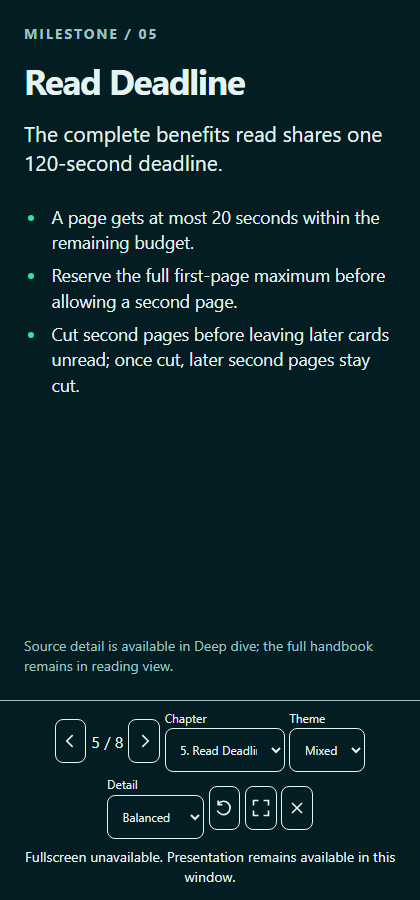 MILESTONE / 05
Read Deadline
The complete benefits read shares one
120-second deadline.
A page gets at most 20 seconds within the
remaining budget.
Reserve the full first-page maximum before
allowing a second page.
Cut second pages before leaving later cards
unread; once cut, later second pages stay
cut.
Source detail is available in Deep dive; the full handbook
remains in reading view.
Chapter
Theme
5 / 8
5. Read Deadli
Mixed
Detail
Balanced
Fullscreen unavailable. Presentation remains available in this
window.